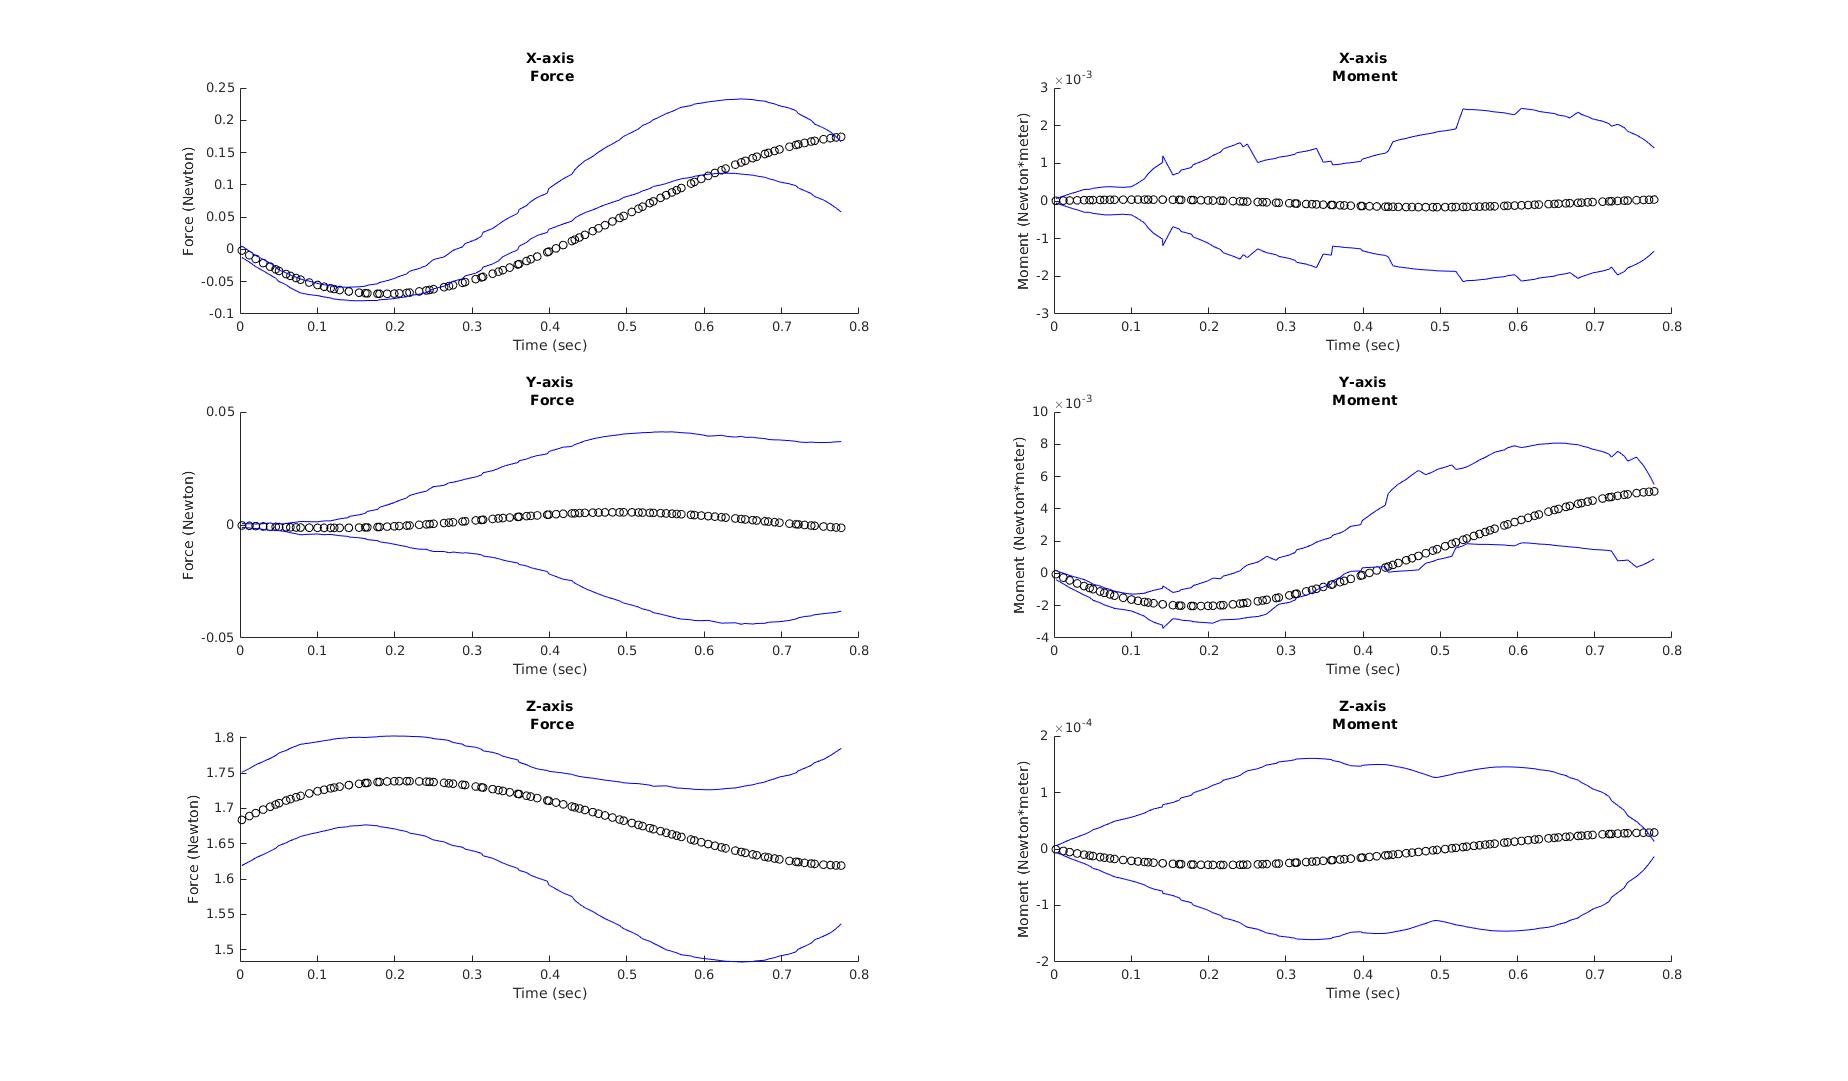 X-axis
Force
0.25
0.2
0.15
0.1
0.05
0
-0.05
-0.1
Force (Newton)
0 0.1 0.2 0.3 0.4 0.5 0.6 0.7 0.8
Time (sec)
X-axis
Moment
×10-3
3
2
1
0
-1
-2
-3
Moment (Newton*meter)
0 0.1 0.2 0.3 0.4 0.5 0.6 0.7 0.8
Time (sec)
Y-axis
Force
0.05
0
-0.05
Force (Newton)
0 0.1 0.2 0.3 0.4 0.5 0.6 0.7 0.8
Time (sec)
Y-axis
Moment
×10-3
10
8
6
4
2
0
-2
-4
Moment (Newton*meter)
0 0.1 0.2 0.3 0.4 0.5 0.6 0.7 0.8
Time (sec)
Z-axis
Force
1.8
1.75
1.7
1.65
1.6
1.55
1.5
Force (Newton)
0 0.1 0.2 0.3 0.4 0.5 0.6 0.7 0.8
Time (sec)
Z-axis
Moment
×10-4
2
1
0
-1
-2
Moment (Newton*meter)
0 0.1 0.2 0.3 0.4 0.5 0.6 0.7 0.8
Time (sec)